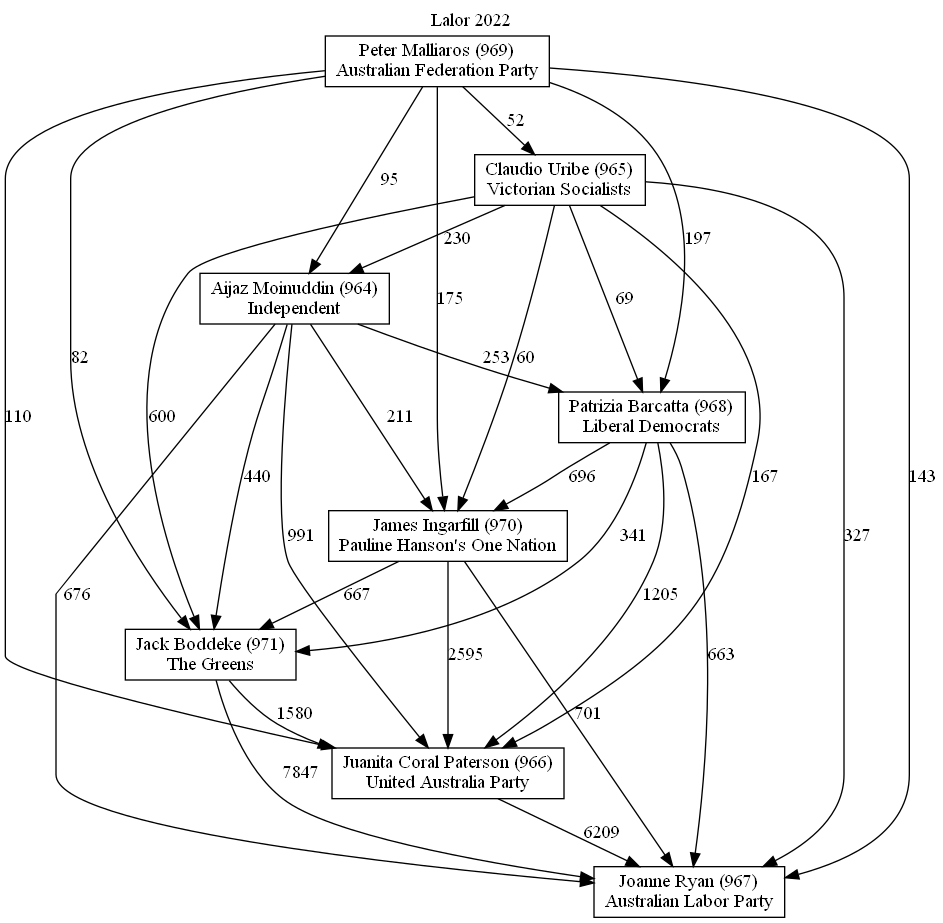 Lalor 2022
Peter Malliaros (969)
Australian Federation Party
52
Claudio Uribe (965)
Victorian Socialists
95
230
197
Aijaz Moinuddin (964)
Independent
175
69
82
253
60
Patrizia Barcatta (968)
Liberal Democrats
110
600
211
440
696
167
143
James Ingarfill (970)
Pauline Hanson's One Nation
991
341
327
676
667
1205
Jack Boddeke (971)
The Greens
2595
663
1580
701
Juanita Coral Paterson (966)
United Australia Party
7847
6209
Joanne Ryan (967)
Australian Labor Party